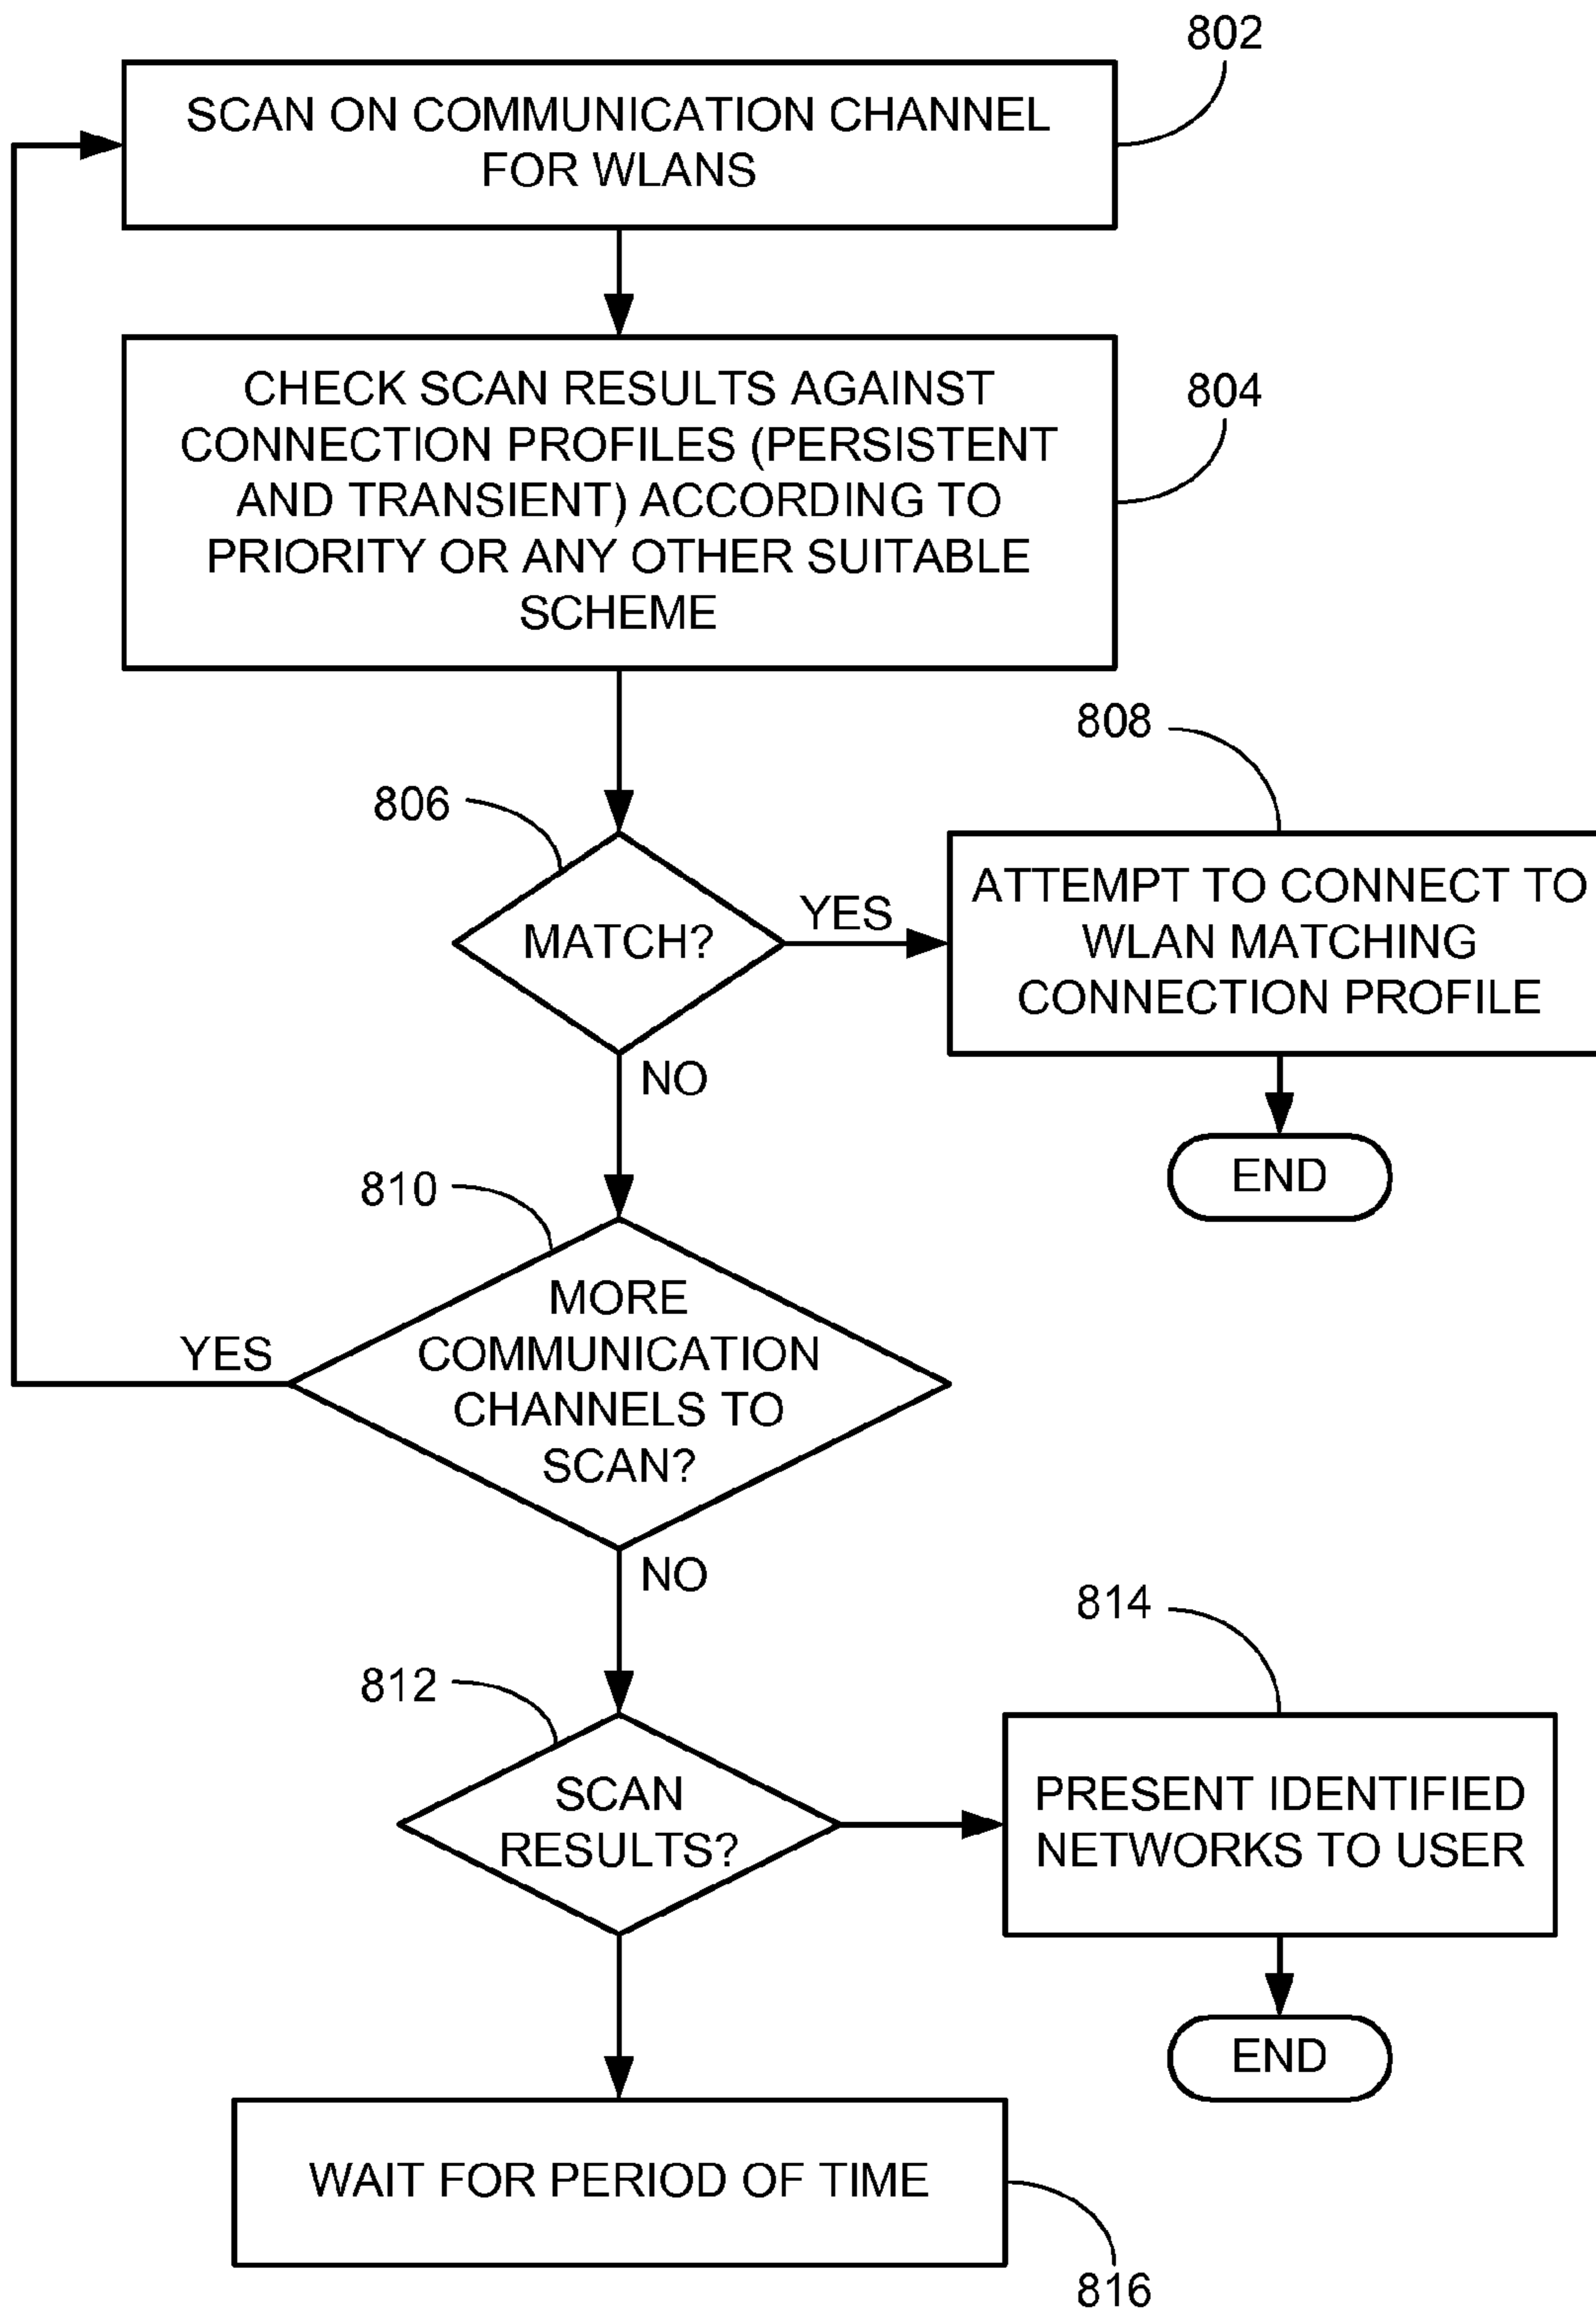 802
SCAN ON COMMUNICATION CHANNEL
FOR WLANS
CHECK SCAN RESULTS AGAINST
CONNECTION PROFILES (PERSISTENT
AND TRANSIENT) ACCORDING TO
PRIORITY OR ANY OTHER SUITABLE
SCHEME
804
806
MATCH?
YES
808
ATTEMPT TO CONNECT TO
WLAN MATCHING
CONNECTION PROFILE
END
NO
810
MORE
COMMUNICATION
CHANNELS TO
SCAN?
YES
NO
812
SCAN
RESULTS?
814
PRESENT IDENTIFIED
NETWORKS TO USER
END
WAIT FOR PERIOD OF TIME
816